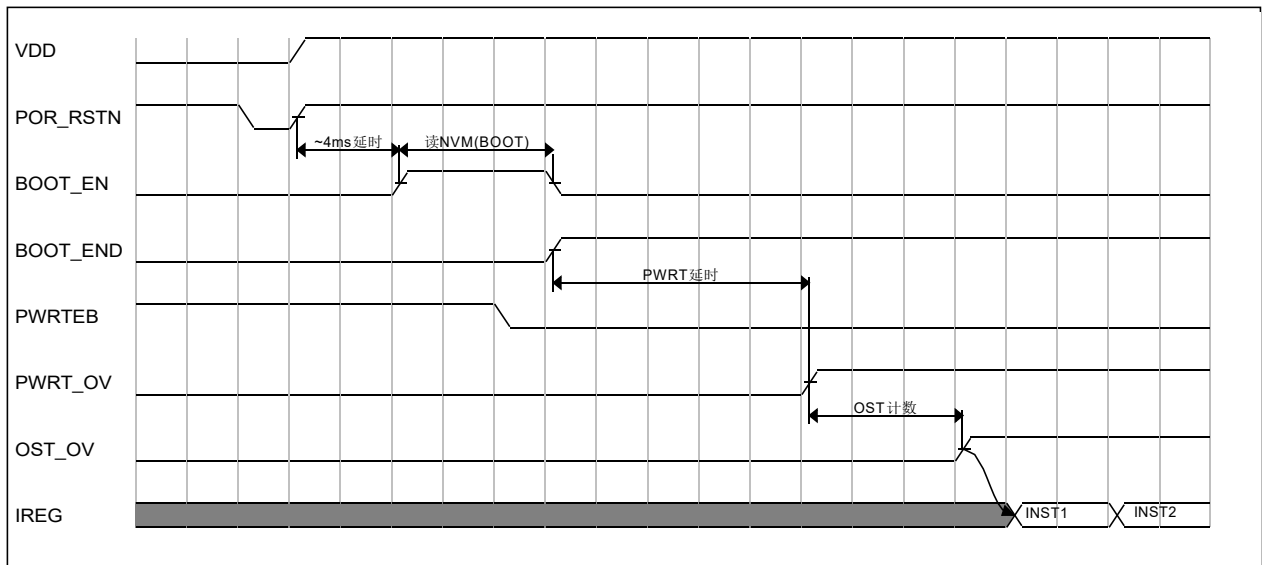 VDD
POR_RSTN
~4ms延时
读NVM(BOOT)
BOOT_EN
BOOT_END
PWRT延时
PWRTEB
PWRT_OV
OST计数
OST_OV
IREG
INST1
INST2